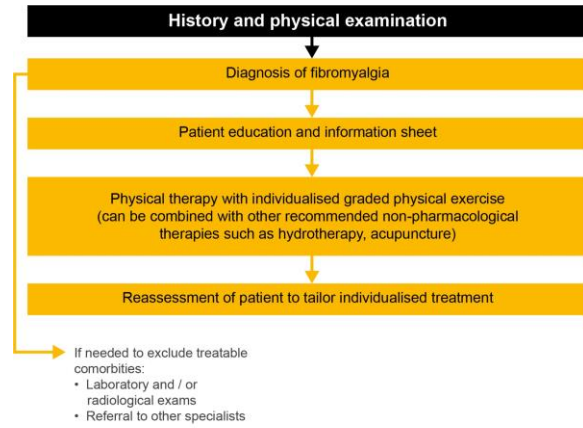 History and physical examination
Diagnosis of fibromyalgia
Patient education and information sheet
Physical therapy with individualised graded physical exercise
(can be combined with other recommended non-pharmacological
therapies such as hydrotherapy, acupuncture)
Reassessment of patient to tailor individualised treatment
If needed to exclude treatable
comorbities:
• Laboratory and / or
radiological exams
• Referral to other specialists